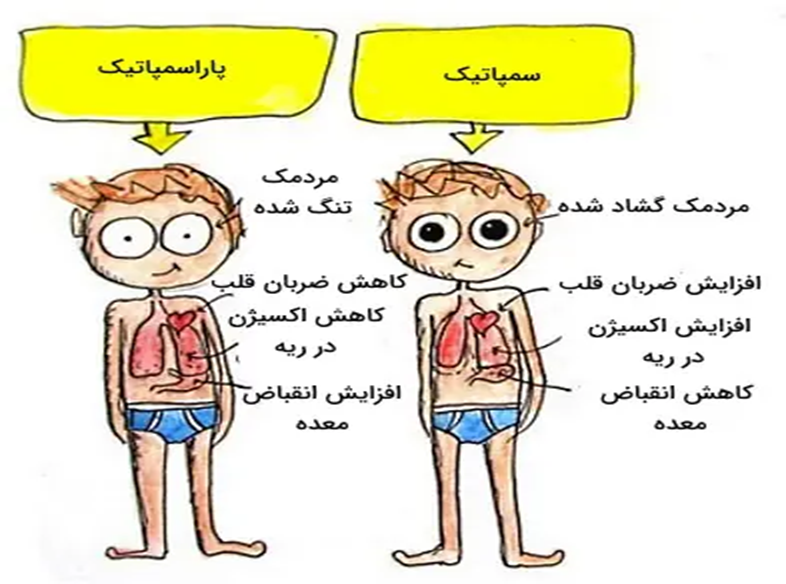 سمپاتیک
مردمک گشاد شده
افزایش ضربان قلب
افزایش اکسیژن
در ریه
کاهش انقباض
معده
پاراسمپاتیک
مردمک
تنگ شده
کاهش ضربان قلب
کاهش اکسیژن
در ریه
افزایش انقباض
معده